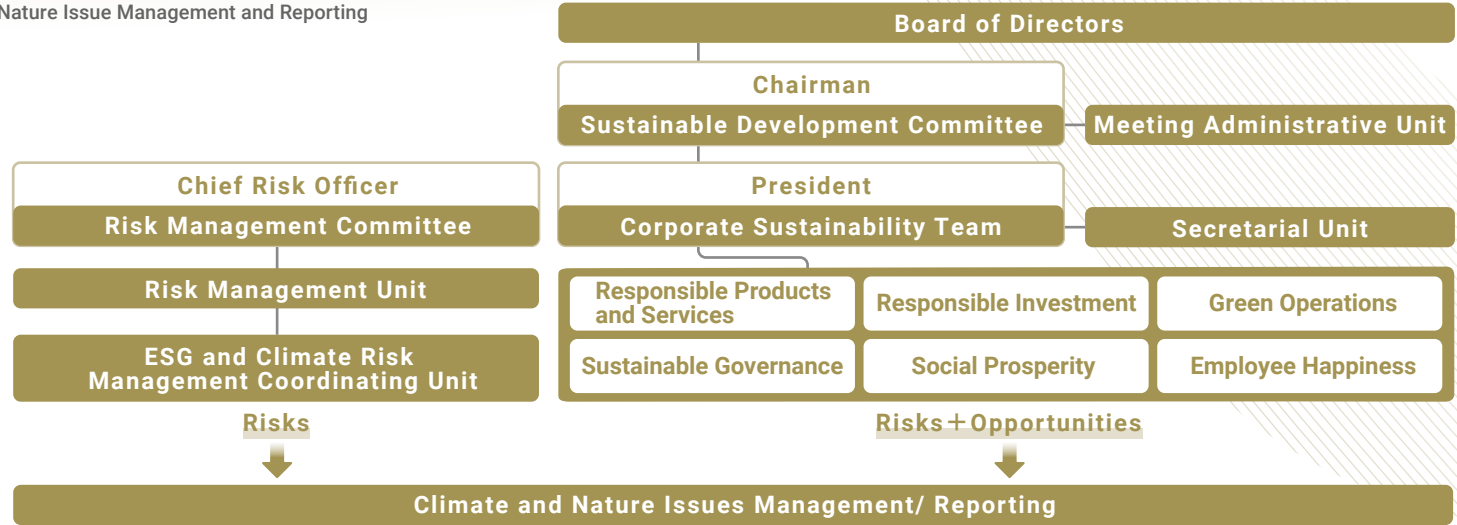 Nature Issue Management and Reporting
Board of Directors
Chairman
Sustainable Development Committee
Meeting Administrative Unit
Chief Risk Officer
Risk Management Committee
President
Corporate Sustainability Team
Secretarial Unit
Risk Management Unit
ESG and Climate Risk
Management Coordinating Unit
Responsible Products
and Services
Responsible Investment
Green Operations
Sustainable Governance
Social Prosperity
Employee Happiness
Risks
Risks＋Opportunities
Climate and Nature Issues Management/ Reporting